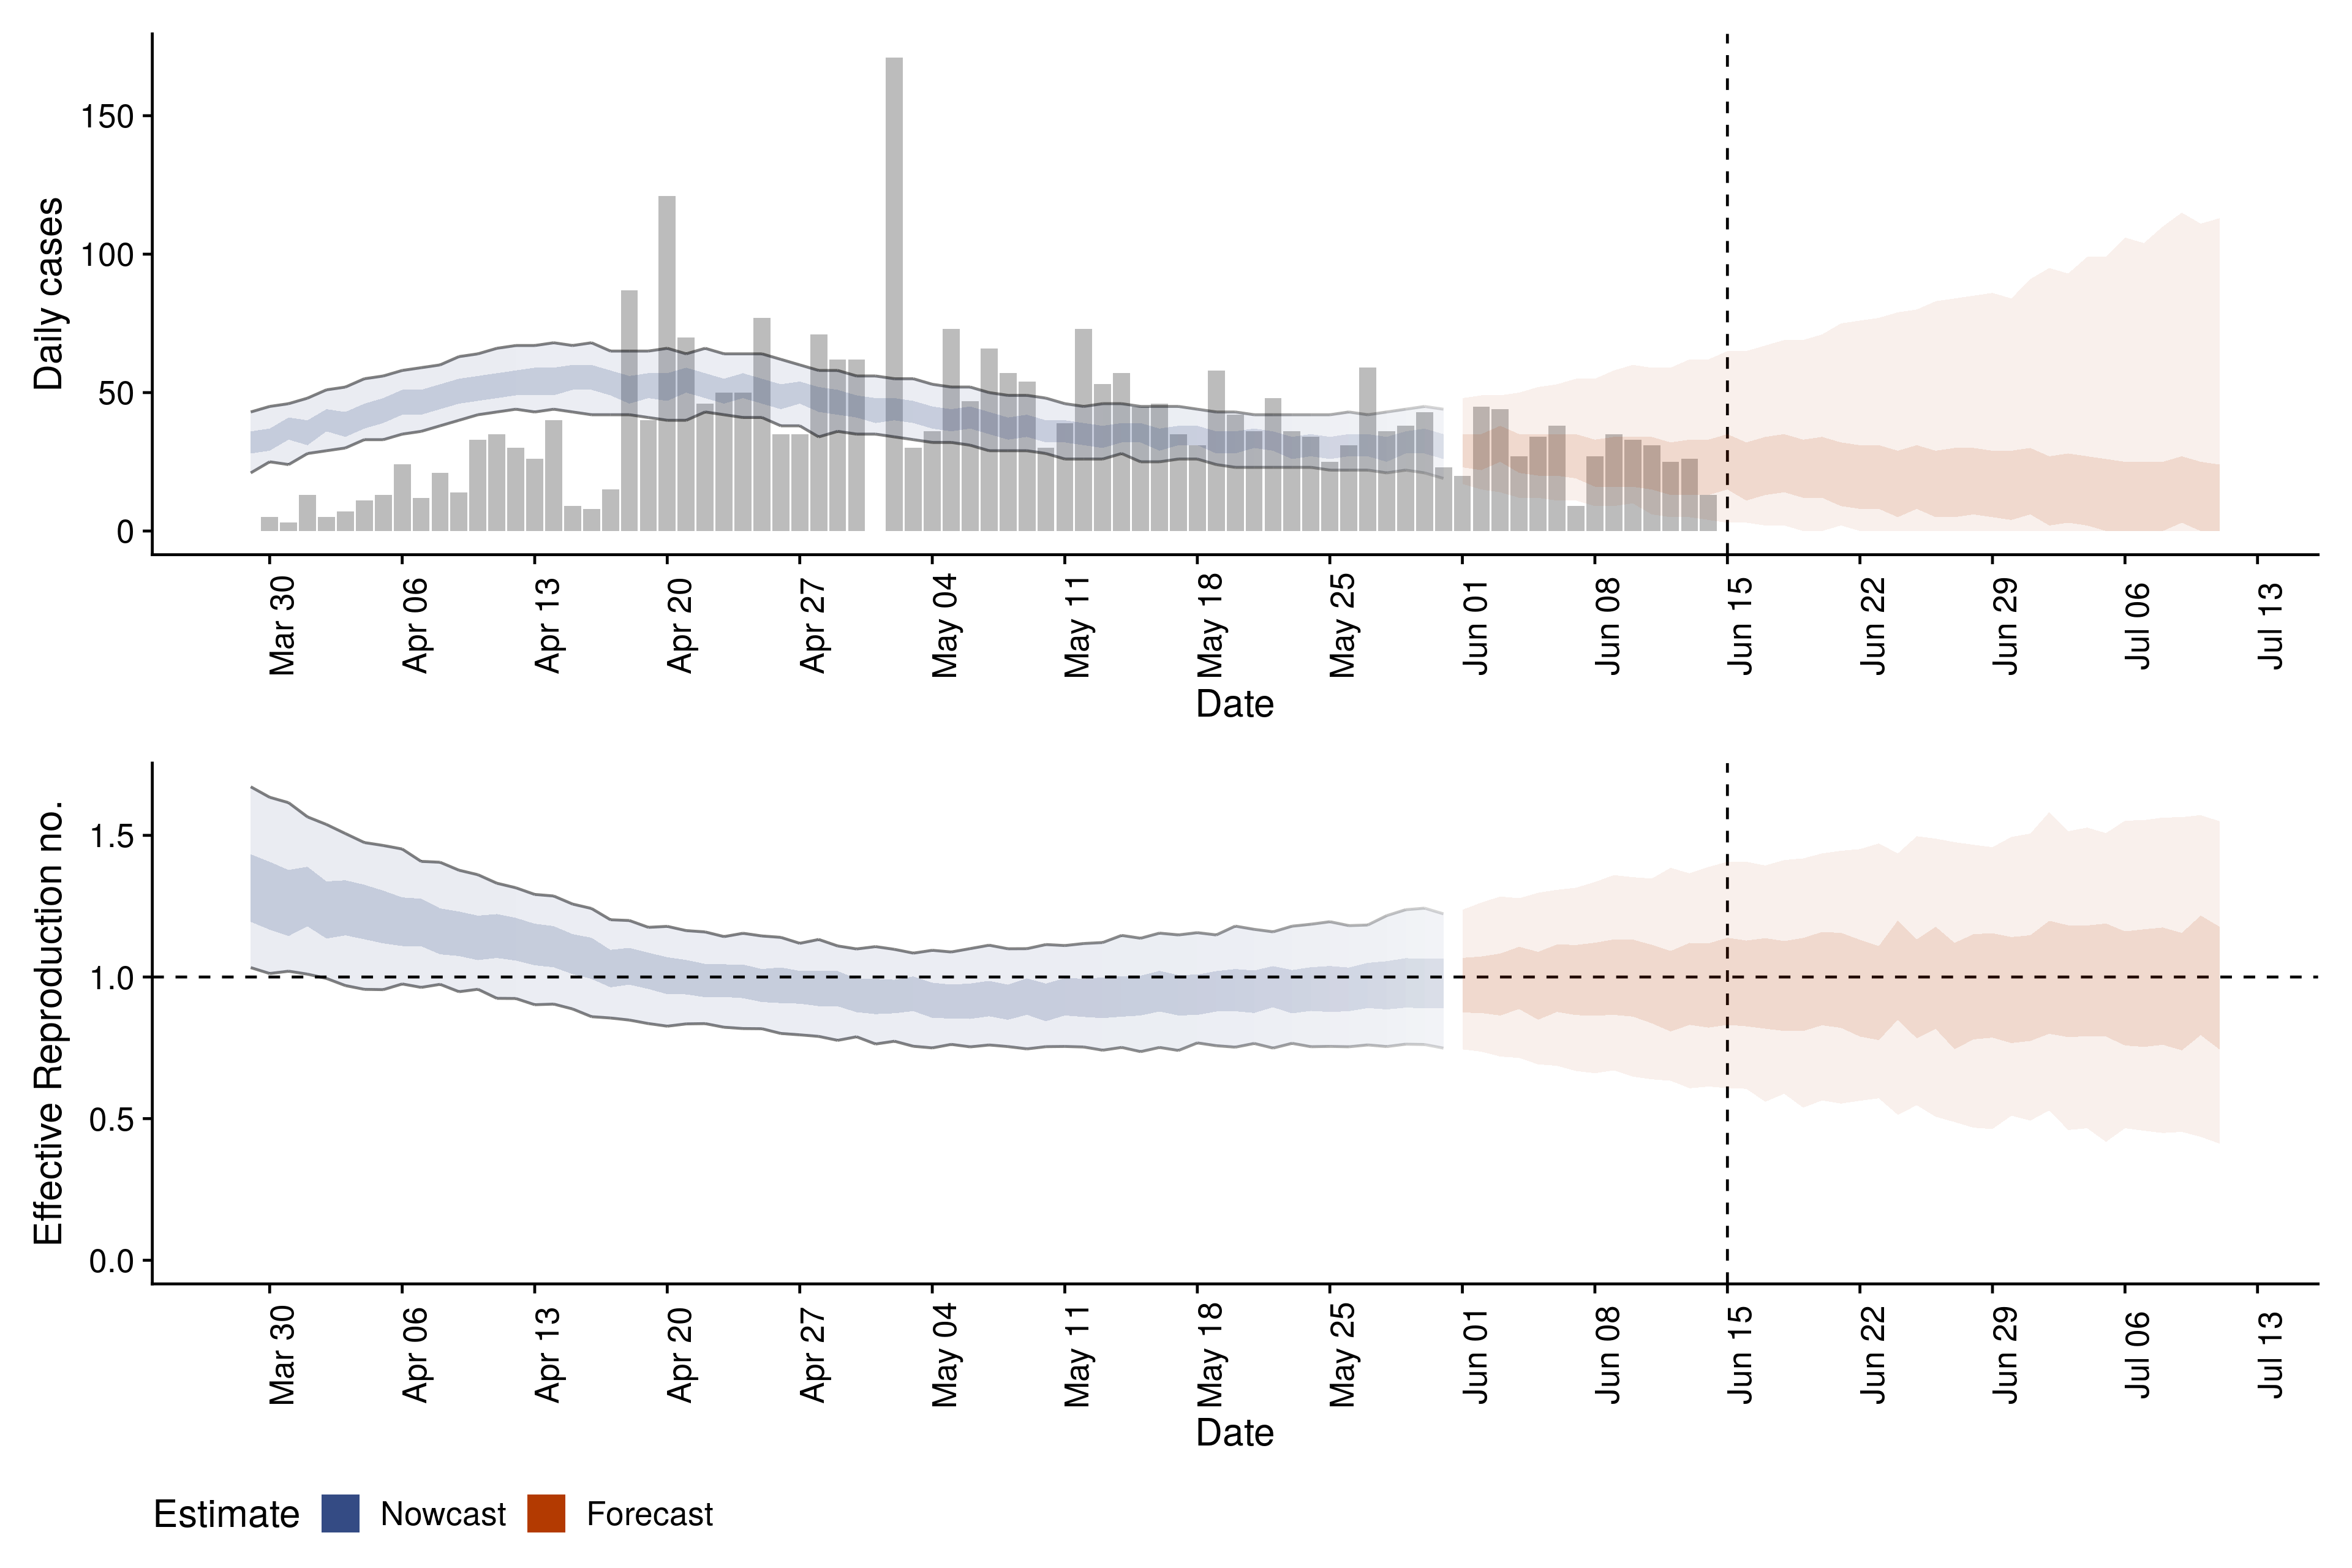 Daily cases
150
100
50
0
Mar 30
Apr 06
Apr 13
Apr 20
Apr 27
May 04
May 11
May 18
May 25
Jun 01
Jun 08
Jun 15
Jun 22
Jun 29
Jul 06
Jul 13
Date
Effective Reproduction no.
1.5
1.0
0.5
0.0
Mar 30
Apr 06
Apr 13
Apr 20
Apr 27
May 04
May 11
May 18
May 25
Jun 01
Jun 08
Jun 15
Jun 22
Jun 29
Jul 06
Jul 13
Date
Estimate Nowcast Forecast